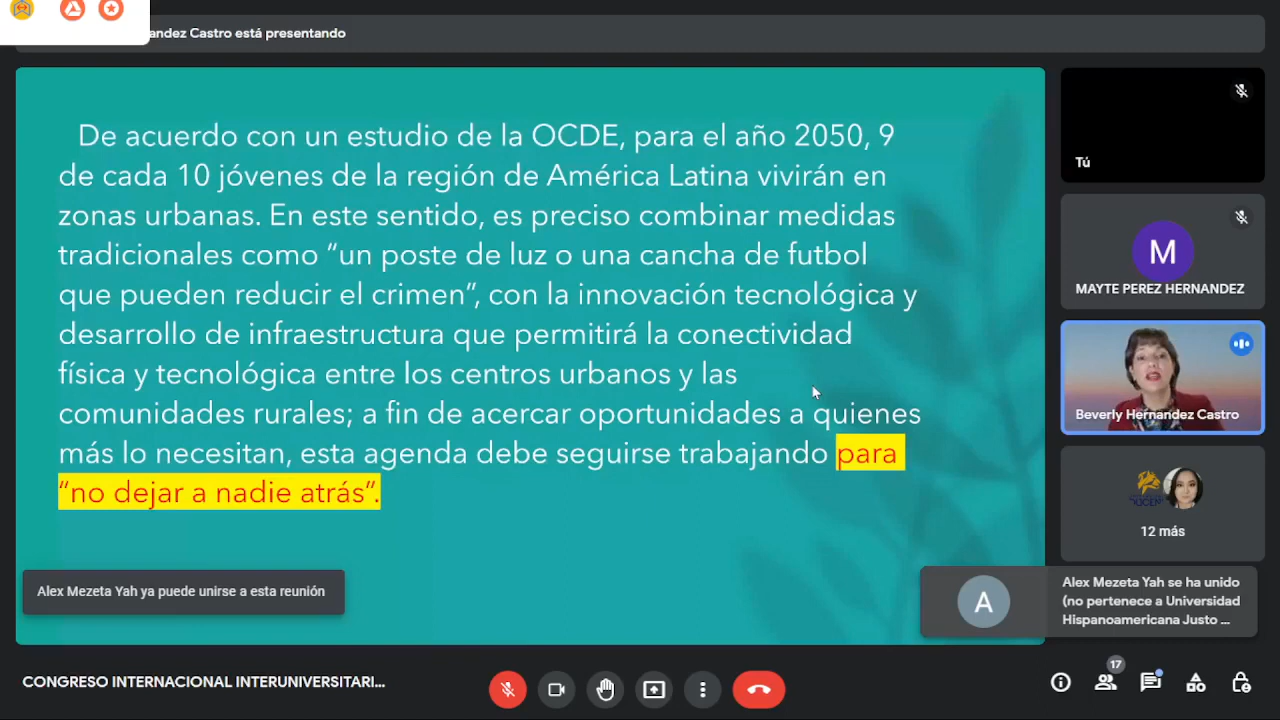 andez Castro está presentando
De acuerdo con un estudio de la OCDE, para el año 2050, 9
de cada 10 jóvenes de la región de América Latina vivirán en
zonas urbanas. En este sentido, es preciso combinar medidas
tradicionales como “un poste de luz o una cancha de futbol
que pueden reducir el crimen”, con la innovación tecnológica y
desarrollo de infraestructura que permitirá la conectividad
física y tecnológica entre los centros urbanos y las
comunidades rurales; a fin de acercar oportunidades a quienes
más lo necesitan, esta agenda debe seguirse trabajando para
“no dejar a nadie atrás”.
Tú
M
MAYTE PEREZ HERNANDEZ
Beverly Hernandez Castro
12 más
Alex Mezeta Yah ya puede unirse a esta reunión
A
Alex Mezeta Yah se ha unido
(no pertenece a Universidad
Hispanoamericana Justo ...
CONGRESO INTERNACIONAL INTERUNIVERSITARI...
17